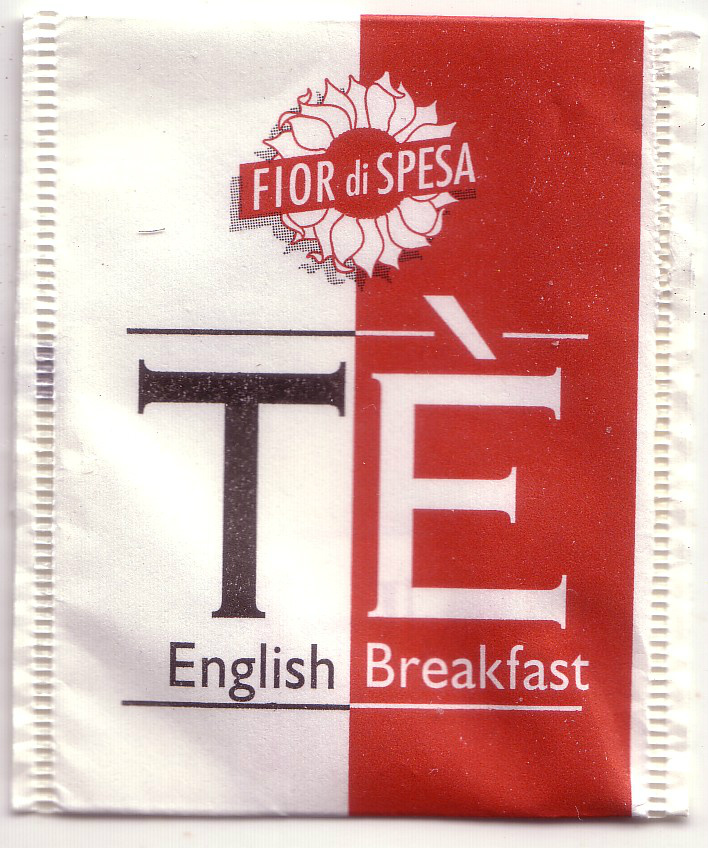 FIOR di SPESA
TÈ
English Breakfast